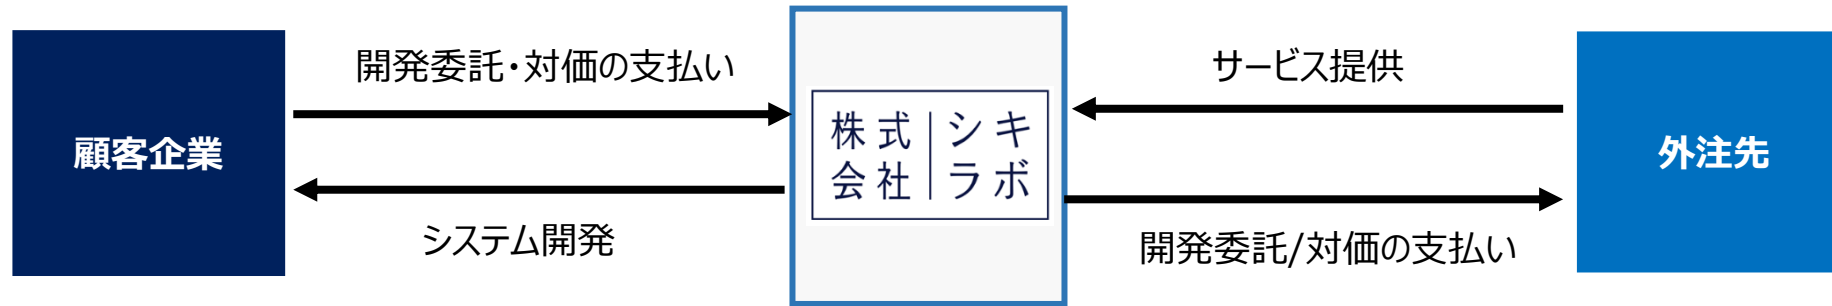 顧客企業
開発委託・対価の支払い
システム開発
株式
会社
シキ
ラボ
サービス提供
開発委託/対価の支払い
外注先